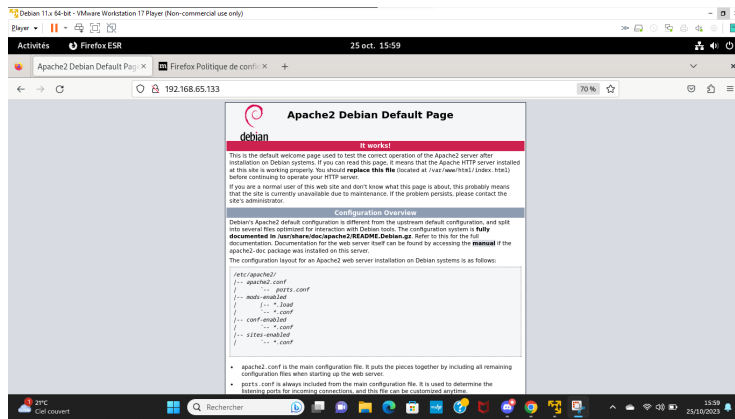 Debian 11.x 64-bit - VMware Workstation 17 Player (Non-commercial use only)
Player
Activités
Firefox ESR
25 oct. 15:59
Apache2 Debian Default Page
Firefox Politique de confic
192.168.65.133
70 %
Apache2 Debian Default Page
debian
It works!
This is the default welcome page used to test the correct operation of the Apache2 server after
installation on Debian systems. If you can read this page, it means that the Apache HTTP server installed
at this site is working properly. You should replace this file (located at /var/www/html/index.html)
before continuing to operate your HTTP server.
If you are a normal user of this web site and don't know what this page is about, this probably means
that the site is currently unavailable due to maintenance. If the problem persists, please contact the
site's administrator.
Configuration Overview
Debian's Apache2 default configuration is different from the upstream default configuration, and split
into several files optimized for interaction with Debian tools. The configuration system is fully
documented in /usr/share/doc/apache2/README.Debian.gz. Refer to this for the full
documentation. Documentation for the web server itself can be found by accessing the manual if the
apache2-doc package was installed on this server.
The configuration layout for an Apache2 web server installation on Debian systems is as follows:
/etc/apache2/
|-- apache2.conf
| `-- ports.conf
|-- mods-enabled
| |-- *.load
| `-- *.conf
|-- conf-enabled
| `-- *.conf
|-- sites-enabled
| `-- *.conf
• apache2.conf is the main configuration file. It puts the pieces together by including all remaining
configuration files when starting up the web server.
• ports.conf is always included from the main configuration file. It is used to determine the
listening ports for incoming connections, and this file can be customized anytime.
1
21°C
Ciel couvert
Rechercher
15:59
25/10/2023